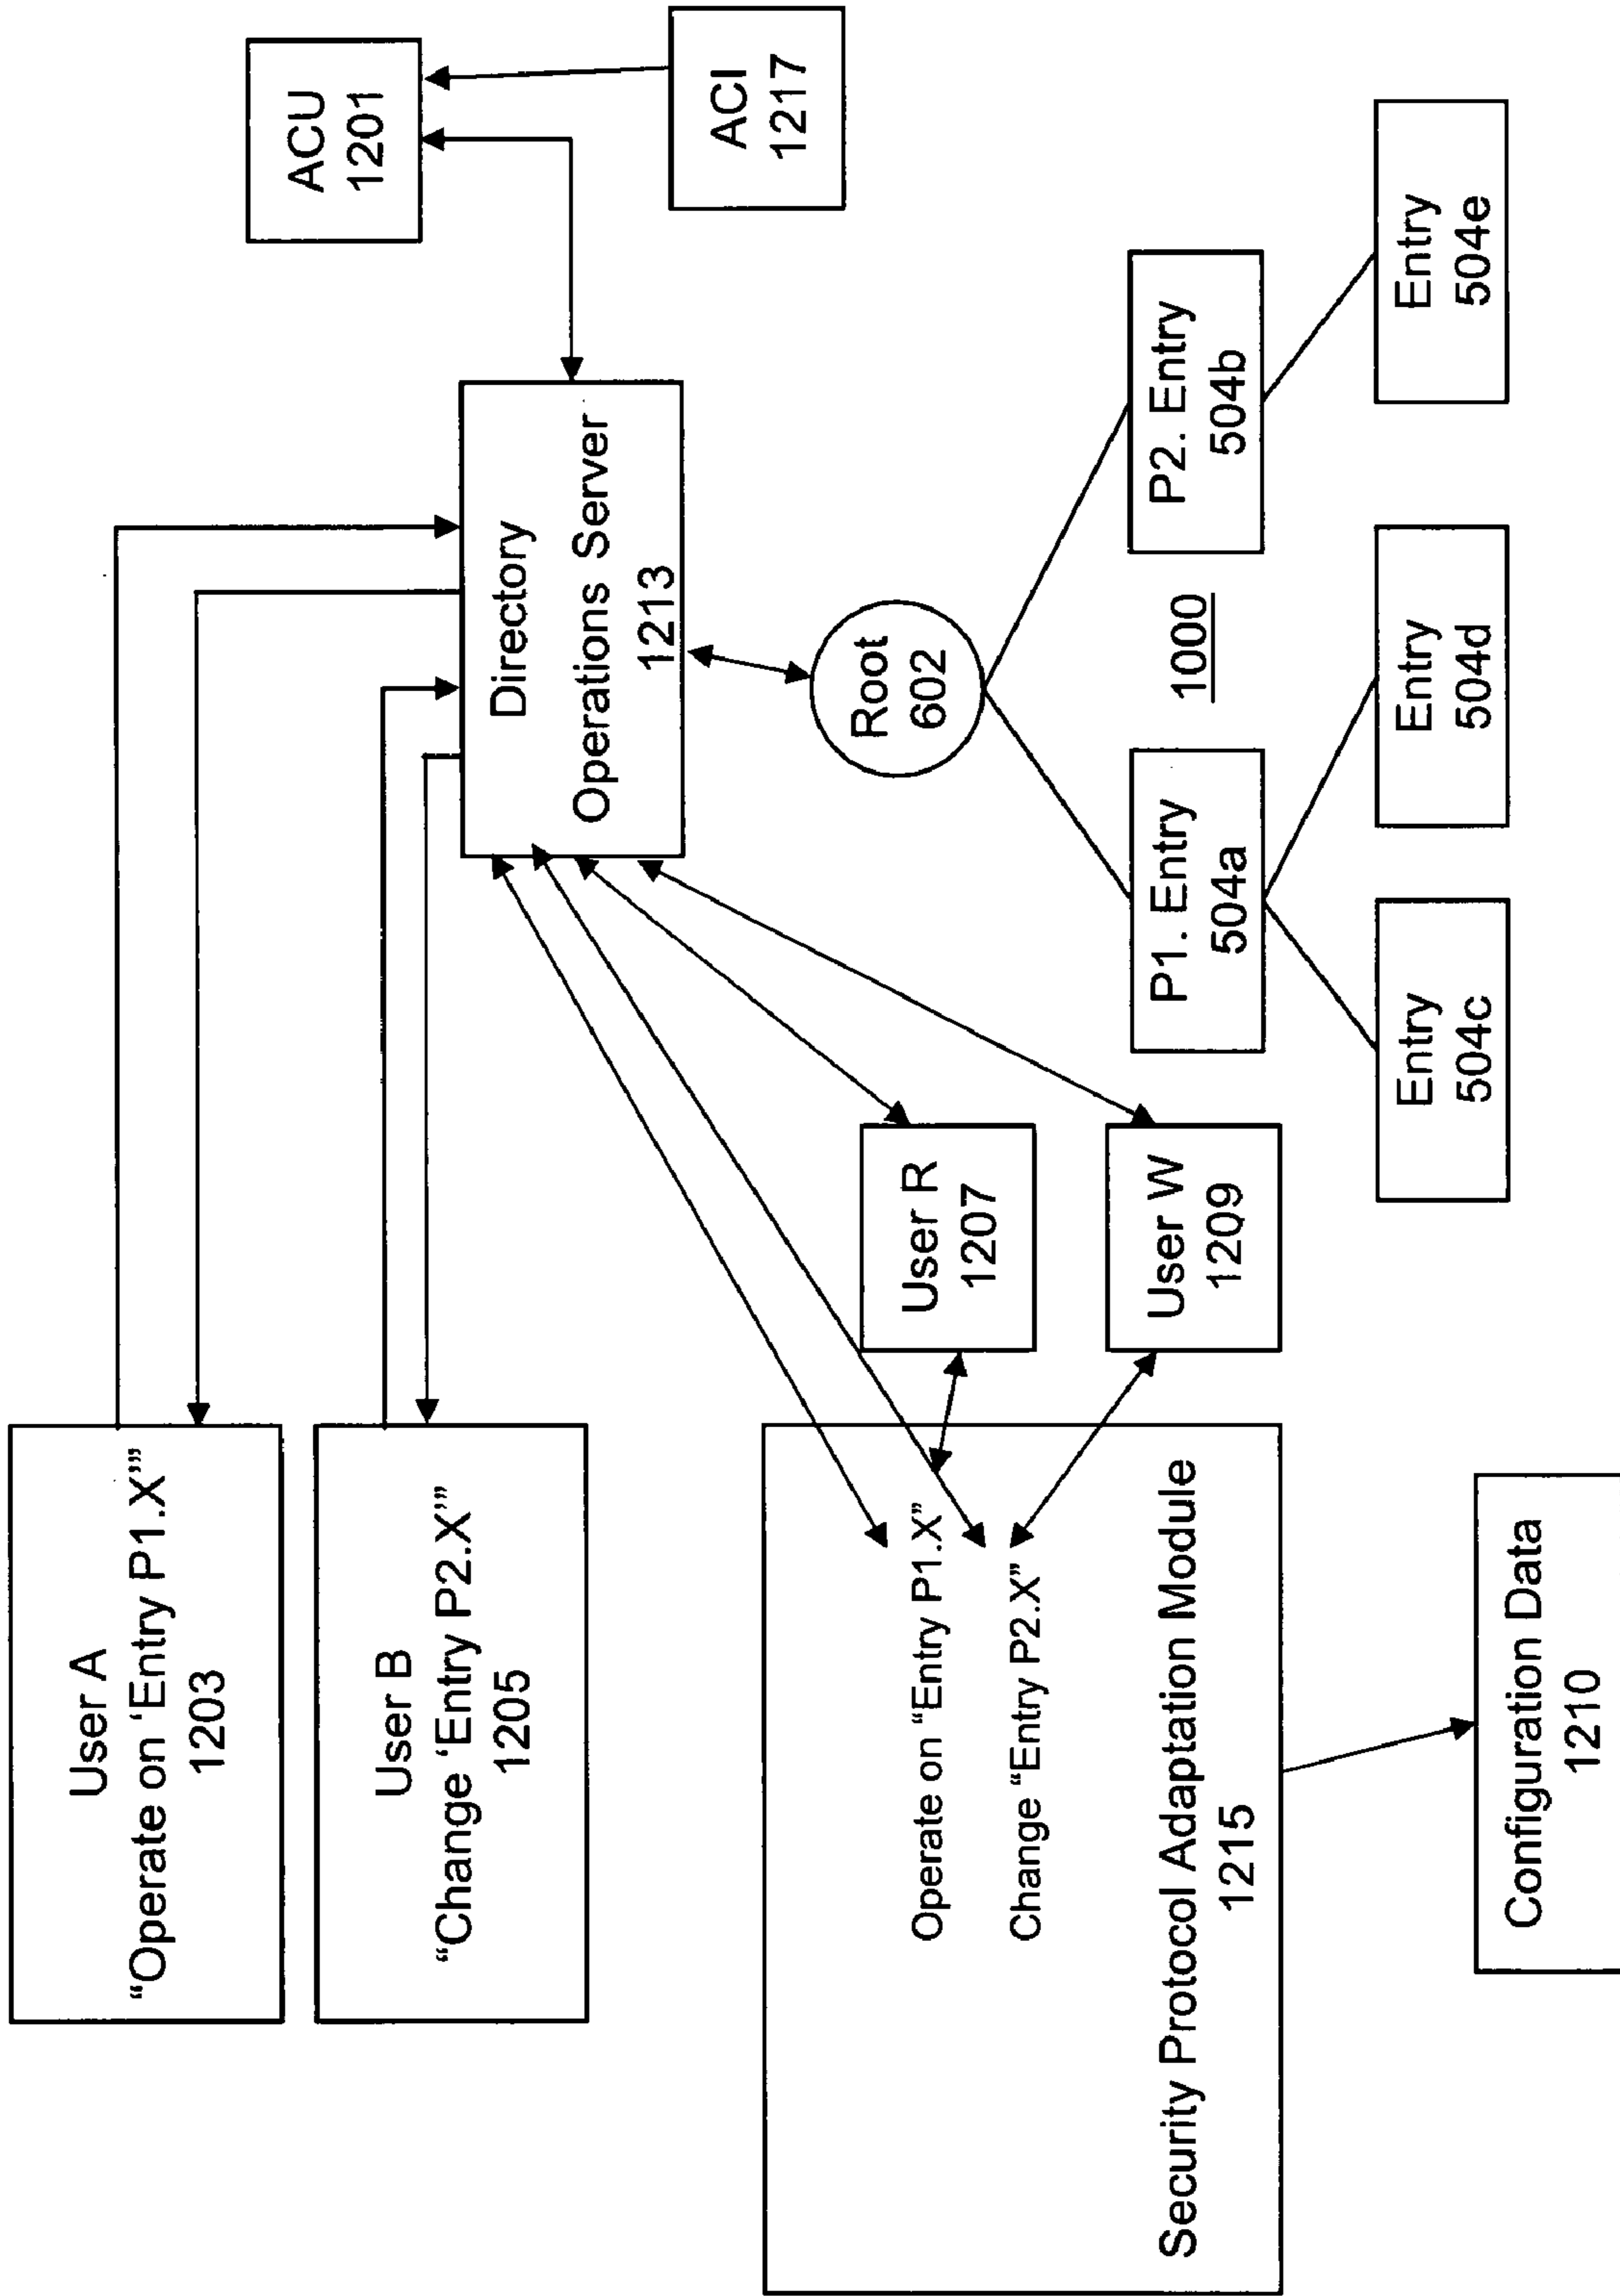 User A
“Operate on ‘Entry P1.X’”
1203
User B
“Change ‘Entry P2.X’”
1205
Directory
Operations Server
1213
ACU
1201
ACI
1217
Operate on “Entry P1.X”
Change “Entry P2.X”
Security Protocol Adaptation Module
1215
User R
1207
User W
1209
Root
602
1000
P1. Entry
504a
P2. Entry
504b
Entry
504c
Entry
504d
Entry
504e
Configuration Data
1210